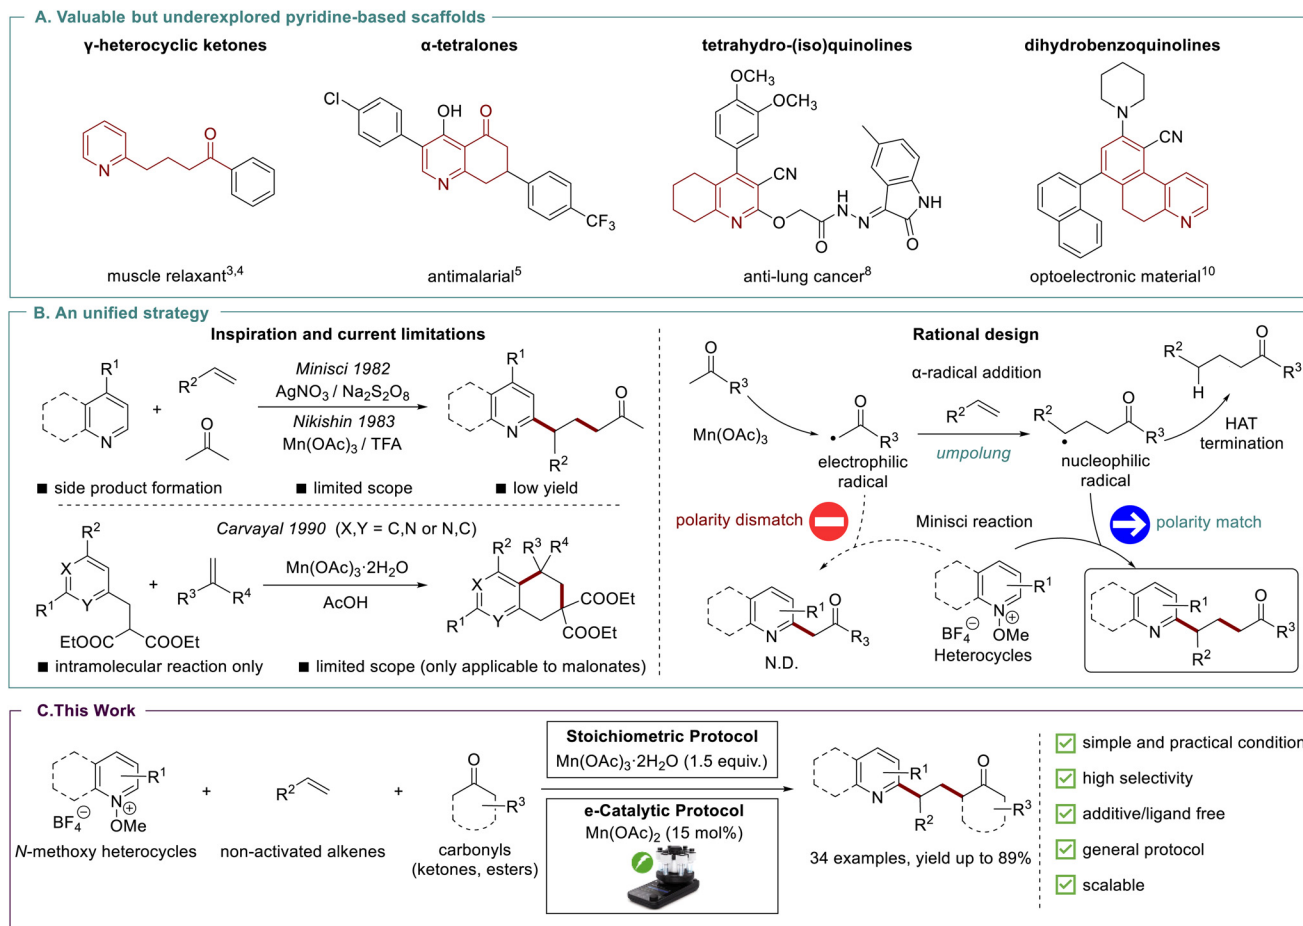 A. Valuable but underexplored pyridine-based scaffolds
γ-heterocyclic ketones
α-tetralones
tetrahydro-(iso)quinolines
dihydrobenzoquinolines
N
O
Cl
OH
O
N
CF₃
OCH₃
OCH₃
CN
N
O
O
H
N
N
NH
O
N
CN
N
muscle relaxant³,⁴
antimalarial⁵
anti-lung cancer⁸
optoelectronic material¹⁰
B. An unified strategy
Inspiration and current limitations
R¹
N
+
R²
O
Minisci 1982
AgNO₃ / Na₂S₂O₈
Nikishin 1983
Mn(OAc)₃ / TFA
R¹
N
R²
O
■ side product formation
■ limited scope
■ low yield
Carvayal 1990 (X,Y = C,N or N,C)
R²
X
Y
R¹
EtOOC
COOEt
+
R³
R⁴
Mn(OAc)₃·2H₂O
AcOH
R²
R³
R⁴
X
Y
R¹
COOEt
COOEt
■ intramolecular reaction only
■ limited scope (only applicable to malonates)
Rational design
O
R³
Mn(OAc)₃
O
R³
electrophilic
radical
α-radical addition
R²
umpolung
R²
O
R³
nucleophilic
radical
R²
H
O
R³
HAT
termination
polarity dismatch
Minisci reaction
polarity match
R¹
N
O
R₃
N.D.
R¹
N
+
OMe
BF₄
−
Heterocycles
R¹
N
R²
O
R³
C.This Work
R¹
N
+
OMe
BF₄
−
N-methoxy heterocycles
+
R²
non-activated alkenes
+
O
R³
carbonyls
(ketones, esters)
Stoichiometric Protocol
Mn(OAc)₃·2H₂O (1.5 equiv.)
e-Catalytic Protocol
Mn(OAc)₂ (15 mol%)
R¹
N
R²
O
R³
34 examples, yield up to 89%
simple and practical condition
high selectivity
additive/ligand free
general protocol
scalable